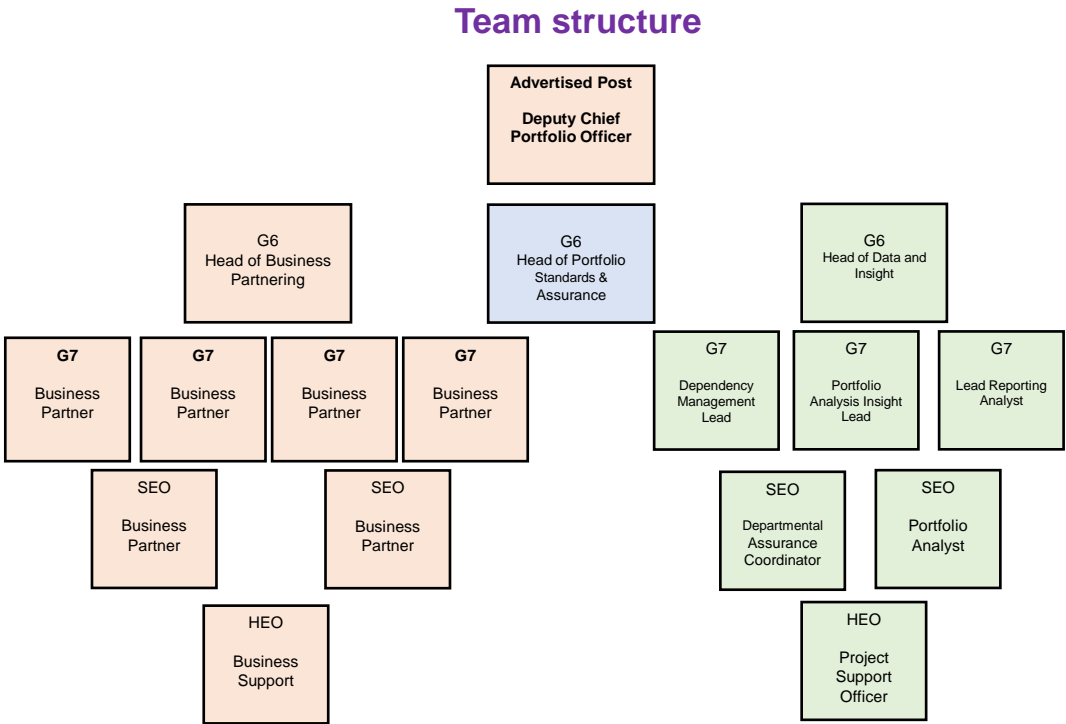 Team structure
Advertised Post
Deputy Chief
Portfolio Officer
G6
Head of Business
Partnering
G6
Head of Portfolio
Standards &
Assurance
G6
Head of Data and
Insight
G7
Business
Partner
G7
Business
Partner
G7
Business
Partner
G7
Business
Partner
G7
Dependency
Management
Lead
G7
Portfolio
Analysis Insight
Lead
G7
Lead Reporting
Analyst
SEO
Business
Partner
SEO
Business
Partner
SEO
Departmental
Assurance
Coordinator
SEO
Portfolio
Analyst
HEO
Business
Support
HEO
Project
Support
Officer